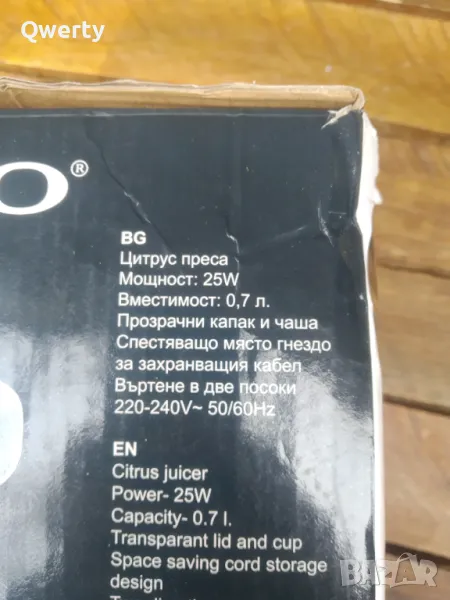 Qwerty
O®
BG
Цитрус преса
Мощност: 25W
Вместимост: 0,7 л.
Прозрачни капак и чаша
Спестяващо място гнездо
за захранващия кабел
Въртене в две посоки
220-240V~ 50/60Hz
EN
Citrus juicer
Power- 25W
Capacity- 0.7 l.
Transparant lid and cup
Space saving cord storage
design
BAZAR.BG